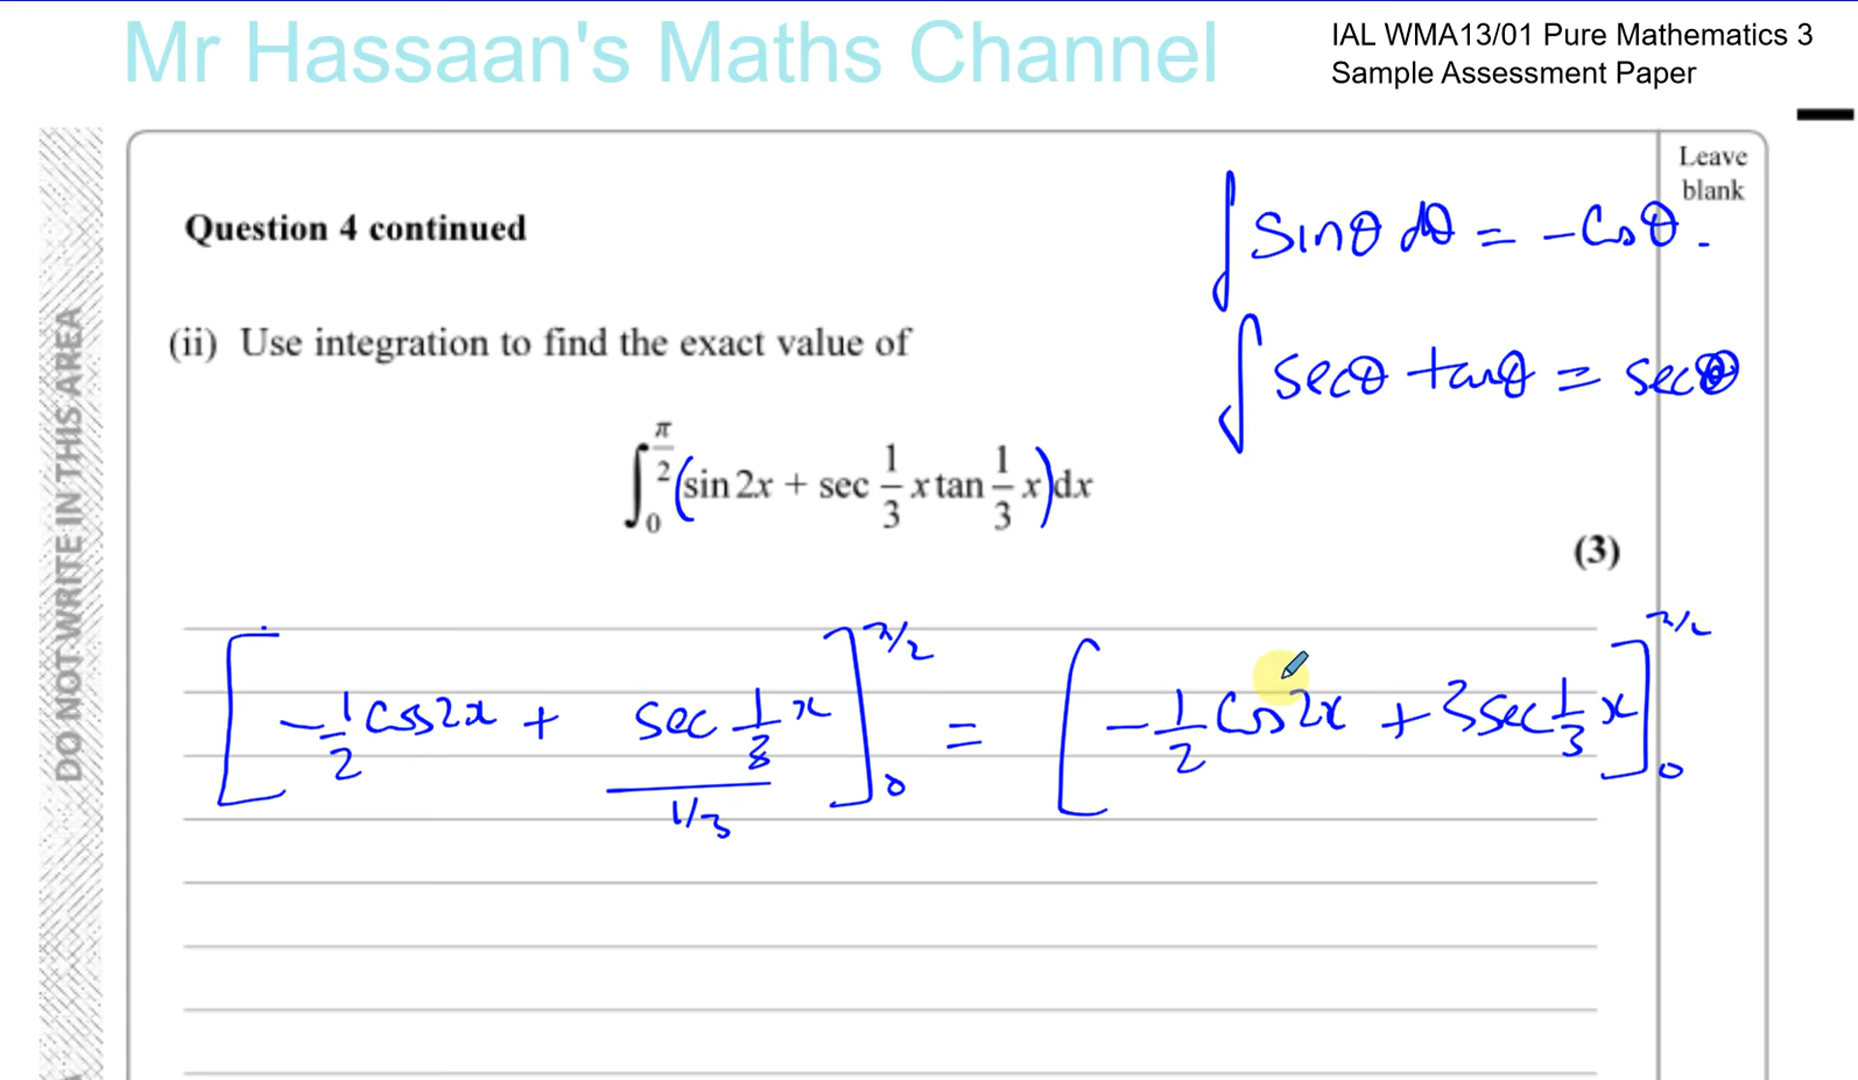 Mr Hassaan's Maths Channel
IAL WMA13/01 Pure Mathematics 3
Sample Assessment Paper
Leave
blank
Question 4 continued
∫ sinθ dθ = -Cosθ.
(ii) Use integration to find the exact value of
∫ secθ tanθ = secθ
∫₀^{π/2} (sin 2x + sec 1/3 x tan 1/3 x) dx
(3)
[-1/2 Cos2x + (sec 1/3 x)/(1/3)]₀^{π/2} = [-1/2 Cos2x + 3sec 1/3 x]₀^{π/2}
DO NOT WRITE IN THIS AREA